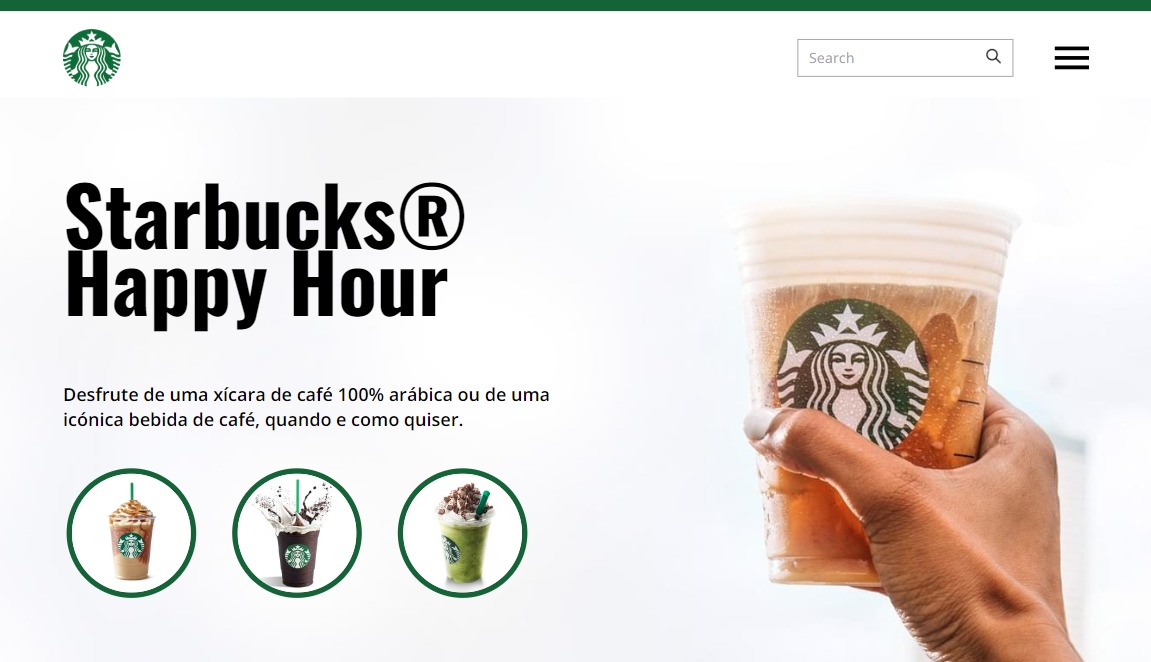 Search
Starbucks®
Happy Hour
Desfrute de uma xícara de café 100% arábica ou de uma
icónica bebida de café, quando e como quiser.